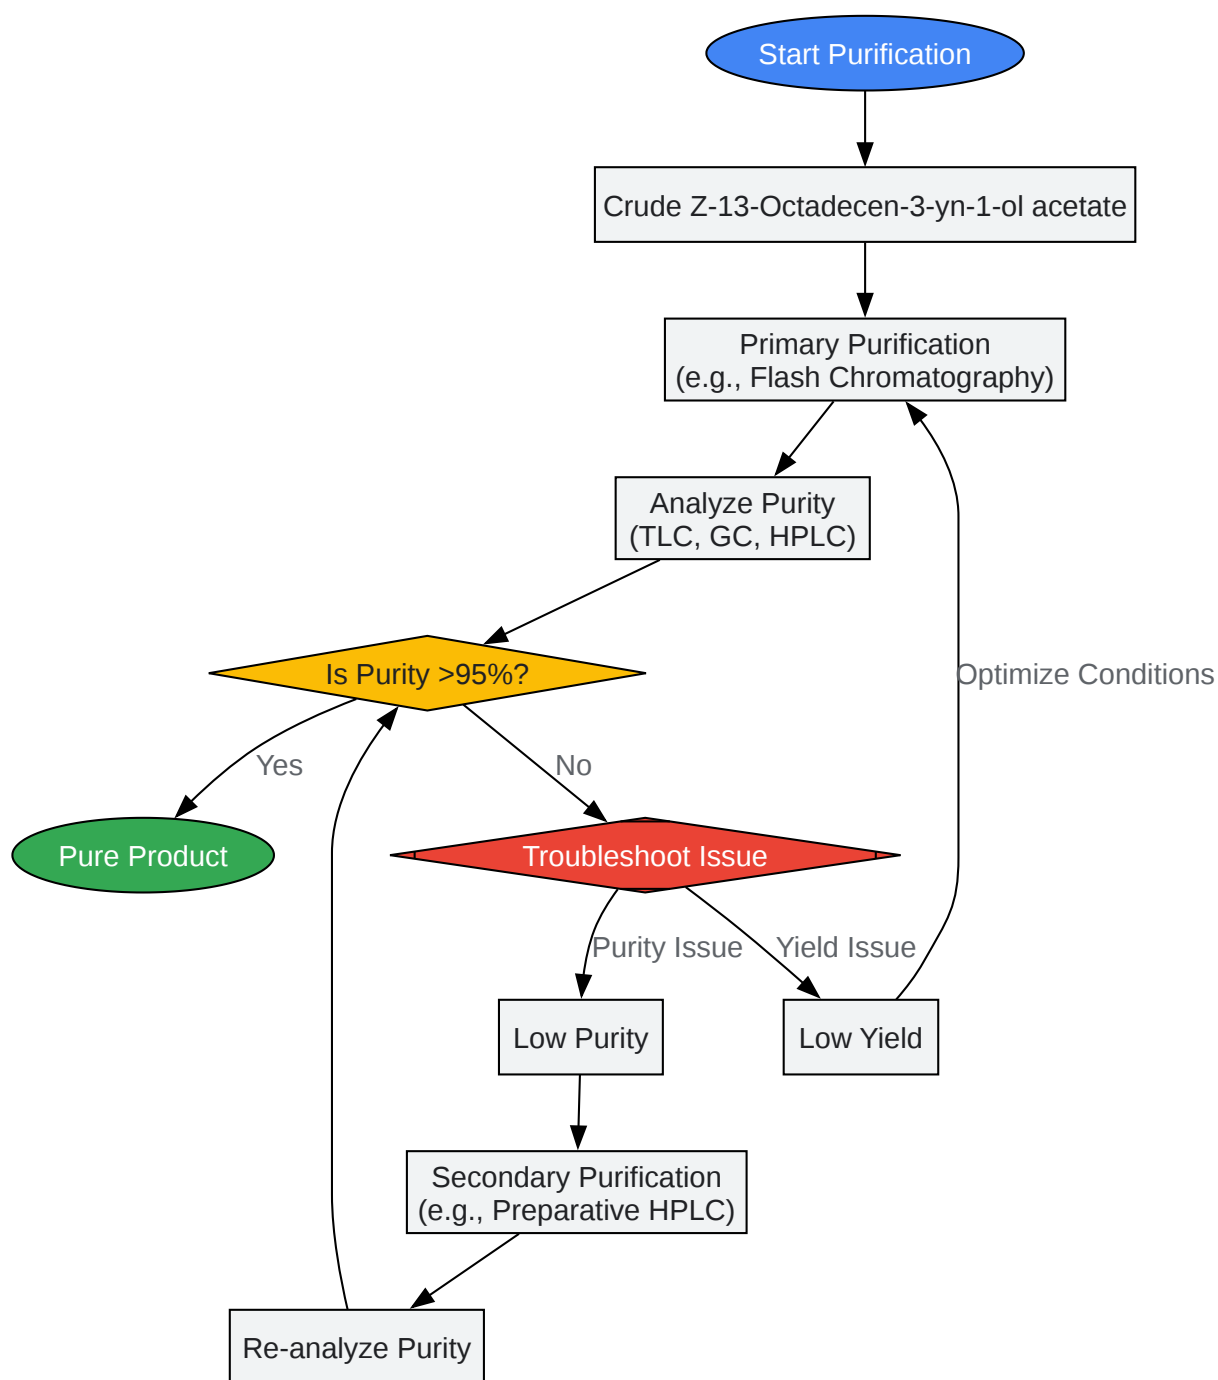 Start Purification
Crude Z-13-Octadecen-3-yn-1-ol acetate
Primary Purification
(e.g., Flash Chromatography)
Analyze Purity
(TLC, GC, HPLC)
Is Purity >95%?
Optimize Conditions
Yes
No
Pure Product
Troubleshoot Issue
Purity Issue
Yield Issue
Low Purity
Low Yield
Secondary Purification
(e.g., Preparative HPLC)
Re-analyze Purity